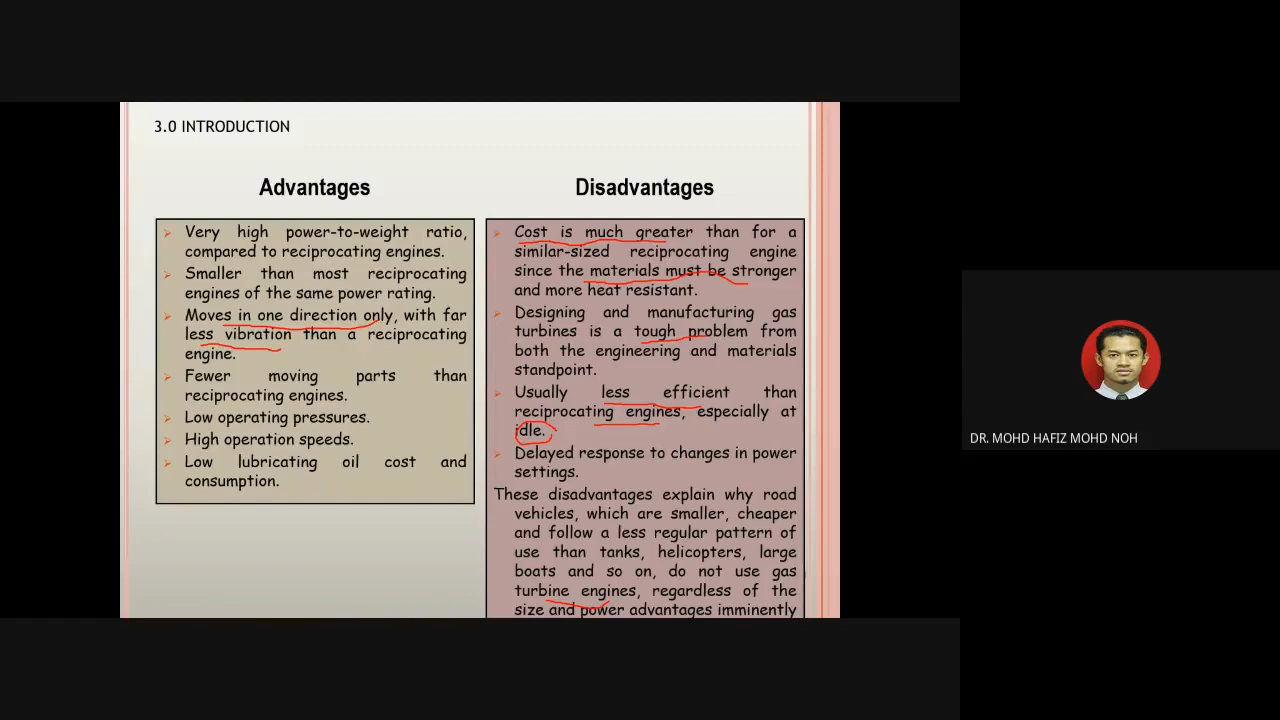 3.0 INTRODUCTION
Advantages
Very high power-to-weight ratio,
compared to reciprocating engines.
Smaller than most reciprocating
engines of the same power rating.
Moves in one direction only, with far
less vibration than a reciprocating
engine.
Fewer moving parts than
reciprocating engines.
Low operating pressures.
High operation speeds.
Low lubricating oil cost and
consumption.
Disadvantages
Cost is much greater than for a
similar-sized reciprocating engine
since the materials must be stronger
and more heat resistant.
Designing and manufacturing gas
turbines is a tough problem from
both the engineering and materials
standpoint.
Usually less efficient than
reciprocating engines, especially at
idle.
Delayed response to changes in power
settings.
These disadvantages explain why road
vehicles, which are smaller, cheaper
and follow a less regular pattern of
use than tanks, helicopters, large
boats and so on, do not use gas
turbine engines, regardless of the
size and power advantages imminently
DR. MOHD HAFIZ MOHD NOH